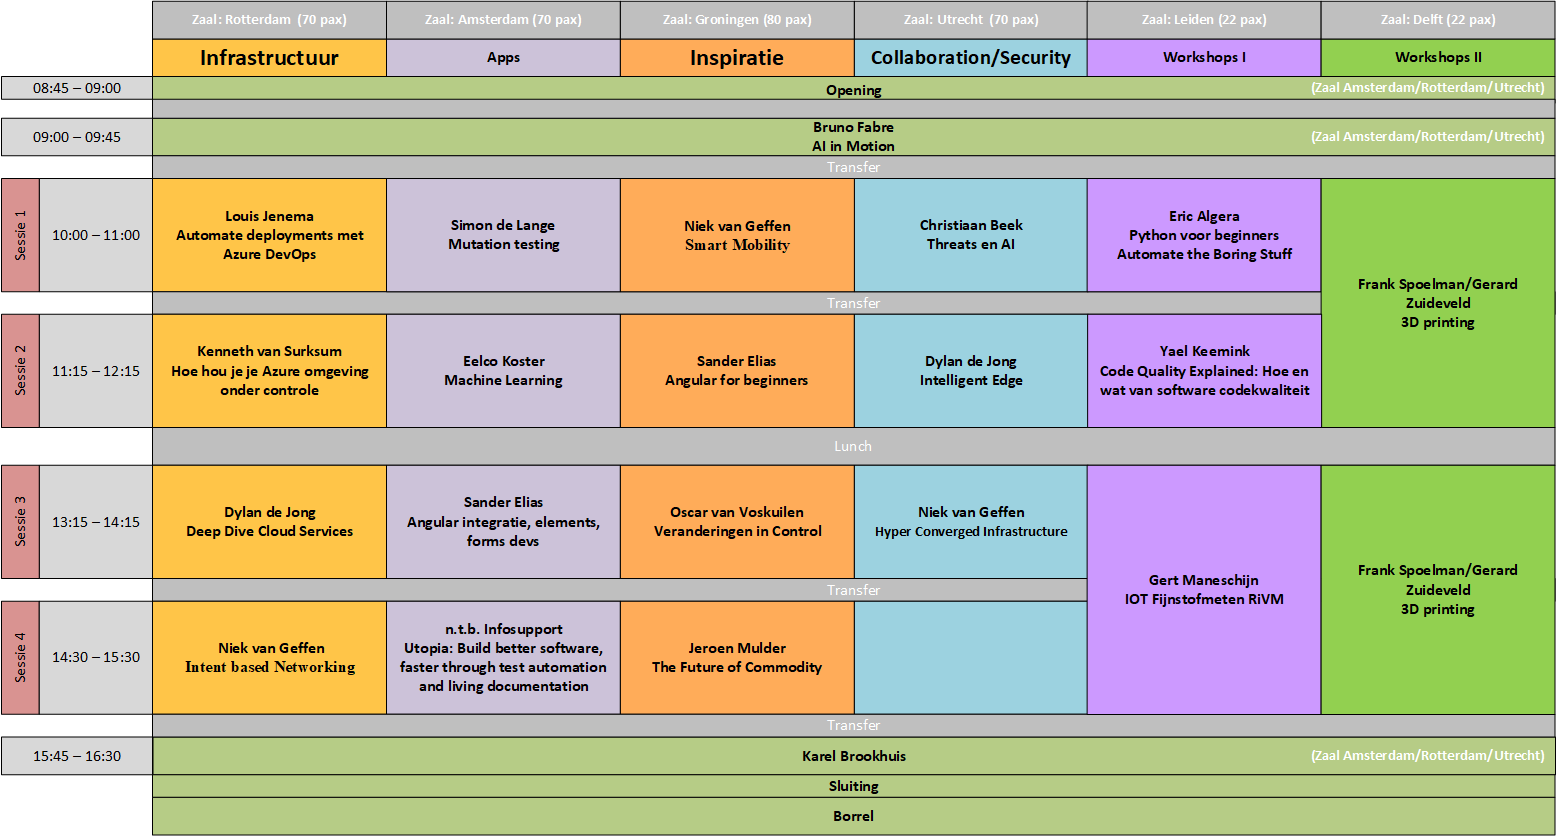 Zaal: Rotterdam (70 pax)
Zaal: Amsterdam (70 pax)
Zaal: Groningen (80 pax)
Zaal: Utrecht (70 pax)
Zaal: Leiden (22 pax)
Zaal: Delft (22 pax)
Infrastructuur
Apps
Inspiratie
Collaboration/Security
Workshops I
Workshops II
08:45 – 09:00
Opening
(Zaal Amsterdam/Rotterdam/Utrecht)
09:00 – 09:45
Bruno Fabre
AI in Motion
(Zaal Amsterdam/Rotterdam/Utrecht)
Transfer
Sessie 1
10:00 – 11:00
Louis Jenema
Automate deployments met
Azure DevOps
Simon de Lange
Mutation testing
Niek van Geffen
Smart Mobility
Christiaan Beek
Threats en AI
Eric Algera
Python voor beginners
Automate the Boring Stuff
Frank Spoelman/Gerard
Zuideveld
3D printing
Transfer
Sessie 2
11:15 – 12:15
Kenneth van Surksum
Hoe hou je je Azure omgeving
onder controle
Eelco Koster
Machine Learning
Sander Elias
Angular for beginners
Dylan de Jong
Intelligent Edge
Yael Keemink
Code Quality Explained: Hoe en
wat van software codekwaliteit
Lunch
Sessie 3
13:15 – 14:15
Dylan de Jong
Deep Dive Cloud Services
Sander Elias
Angular integratie, elements,
forms devs
Oscar van Voskuilen
Veranderingen in Control
Niek van Geffen
Hyper Converged Infrastructure
Gert Maneschijn
IOT Fijnstofmeten RiVM
Frank Spoelman/Gerard
Zuideveld
3D printing
Transfer
Sessie 4
14:30 – 15:30
Niek van Geffen
Intent based Networking
n.t.b. Infosupport
Utopia: Build better software,
faster through test automation
and living documentation
Jeroen Mulder
The Future of Commodity
Transfer
15:45 – 16:30
Karel Brookhuis
(Zaal Amsterdam/Rotterdam/Utrecht)
Sluiting
Borrel